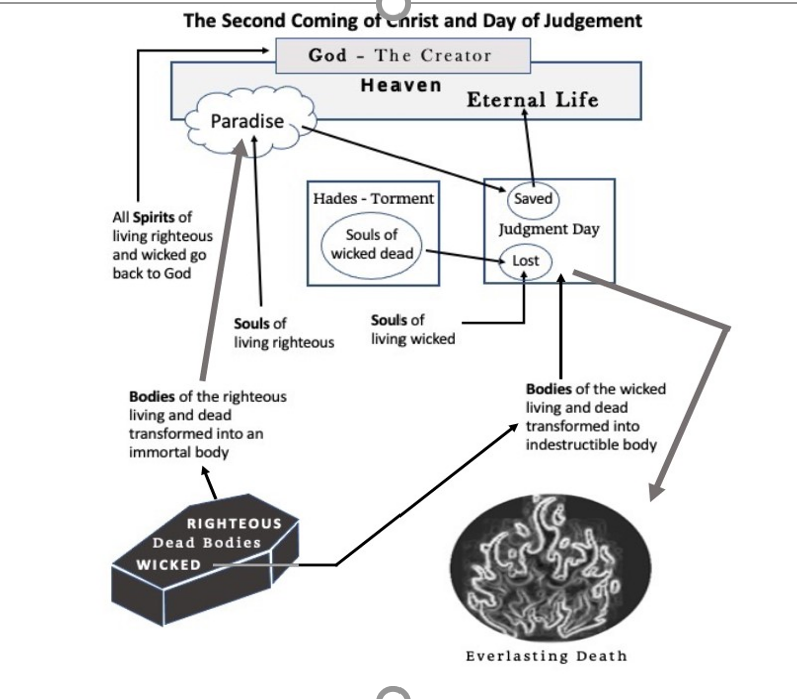 The Second Coming of Christ and Day of Judgement
God – The Creator
Heaven
Eternal Life
Paradise
Saved
Hades - Torment
Judgment Day
Souls of
wicked dead
Lost
All Spirits of
living righteous
and wicked go
back to God
Souls of
living righteous
Souls of
living wicked
Bodies of the righteous
living and dead
transformed into an
immortal body
Bodies of the wicked
living and dead
transformed into
indestructible body
RIGHTEOUS
Dead Bodies
WICKED
Everlasting Death